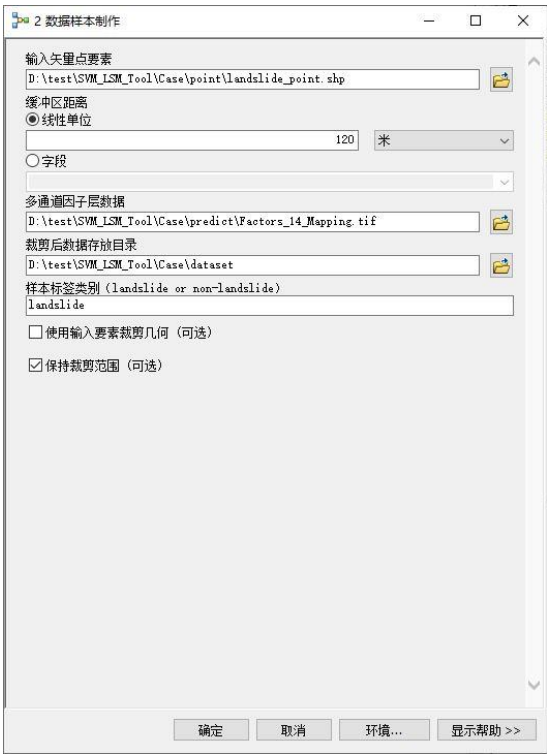 2 数据样本制作
输入矢量点要素
D:\test\SVM_LSM_Tool\Case\point\landslide_point.shp
缓冲区距离
线性单位
120 米
字段
多通道因子层数据
D:\test\SVM_LSM_Tool\Case\predict\Factors_14_Mapping.tif
裁剪后数据存放目录
D:\test\SVM_LSM_Tool\Case\dataset
样本标签类别（landslide or non-landslide）
landslide
使用输入要素裁剪几何（可选）
保持裁剪范围（可选）
确定 取消 环境... 显示帮助 >>